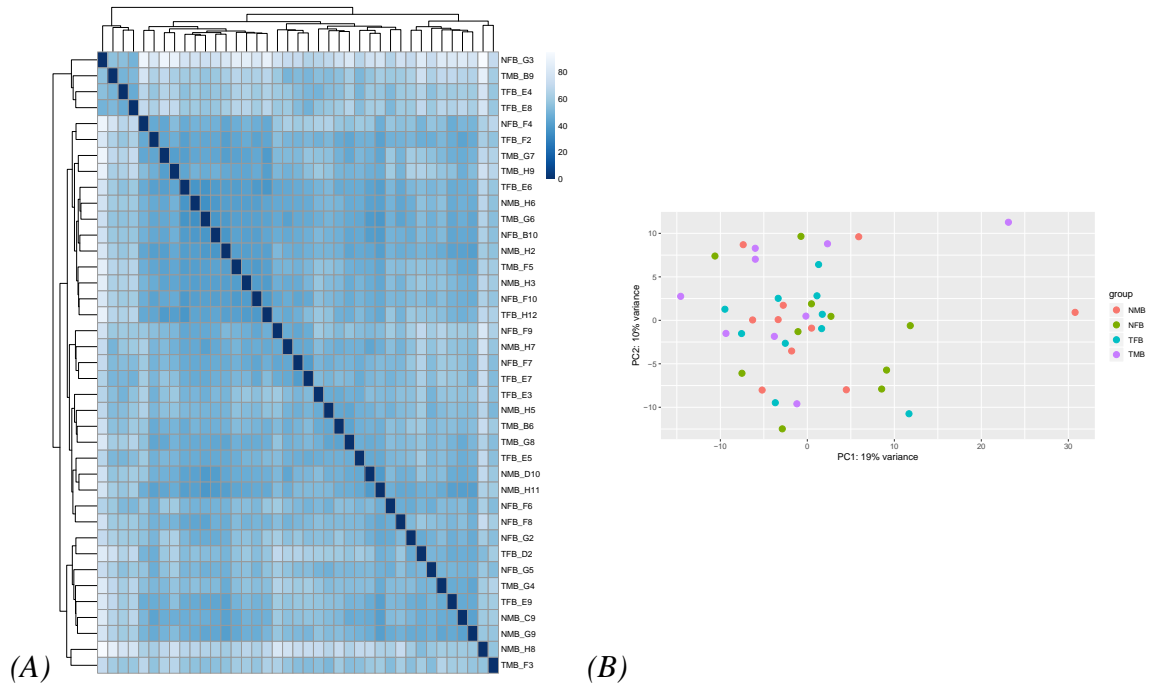 NFB_G3
TMB_B9
TFB_E4
TFB_E8
NFB_F4
TFB_F2
TMB_G7
TMB_H9
TFB_E6
NMB_H6
TMB_G6
NFB_B10
NMB_H2
TMB_F5
NMB_H3
NFB_F10
TFB_H12
NFB_F9
NMB_H7
NFB_F7
TFB_E7
TFB_E3
NMB_H5
TMB_B6
TMB_G8
TFB_E5
NMB_D10
NMB_H11
NFB_F6
NFB_F8
NFB_G2
TFB_D2
NFB_G5
TMB_G4
TFB_E9
NMB_C9
NMB_G9
NMB_H8
TMB_F3
80
60
40
20
0
(A)
10
5
0
−5
−10
PC2: 10% variance
−10
0
10
20
30
PC1: 19% variance
group
NMB
NFB
TFB
TMB
(B)